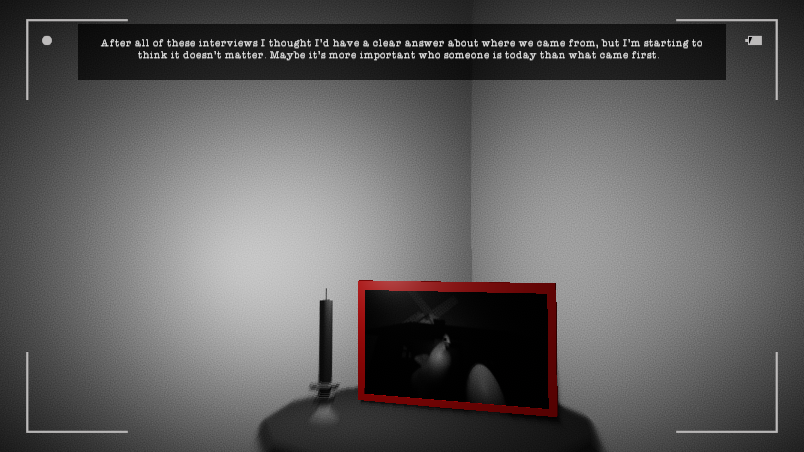 After all of these interviews I thought I'd have a clear answer about where we came from, but I'm starting to
think it doesn't matter. Maybe it's more important who someone is today than what came first.